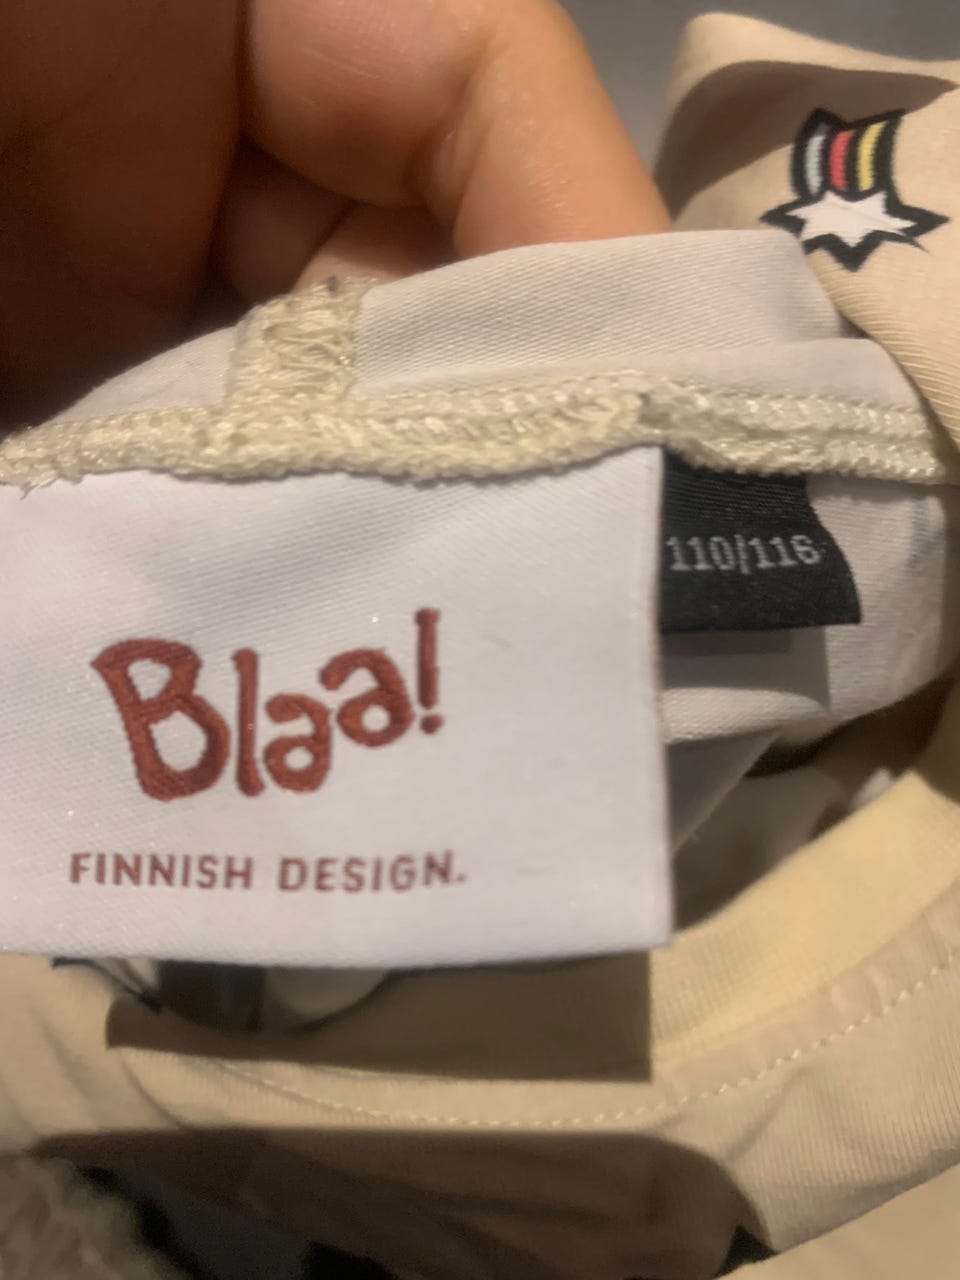 110/116
Blaa!
FINNISH DESIGN.